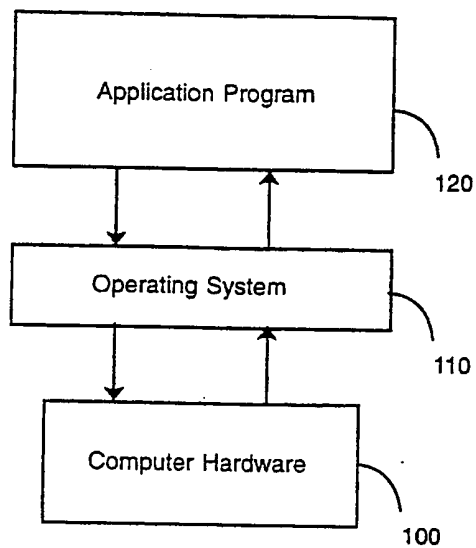 Application Program
120
Operating System
110
Computer Hardware
100